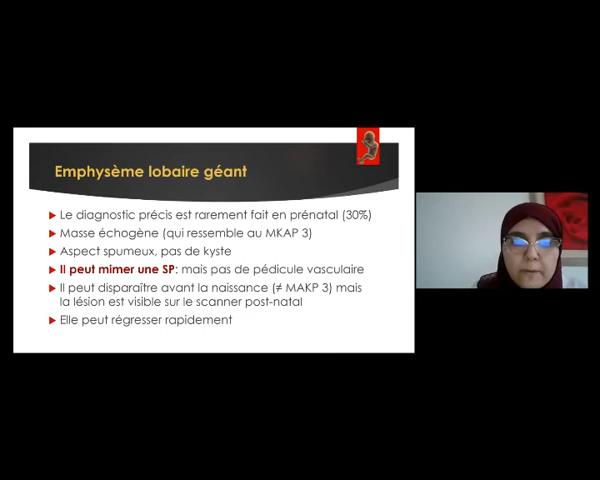 Emphysème lobaire géant
Le diagnostic précis est rarement fait en prénatal (30%)
Masse échogène (qui ressemble au MKAP 3)
Aspect spumeux, pas de kyste
Il peut mimer une SP: mais pas de pédicule vasculaire
Il peut disparaître avant la naissance (≠ MAKP 3) mais
la lésion est visible sur le scanner post-natal
Elle peut régresser rapidement